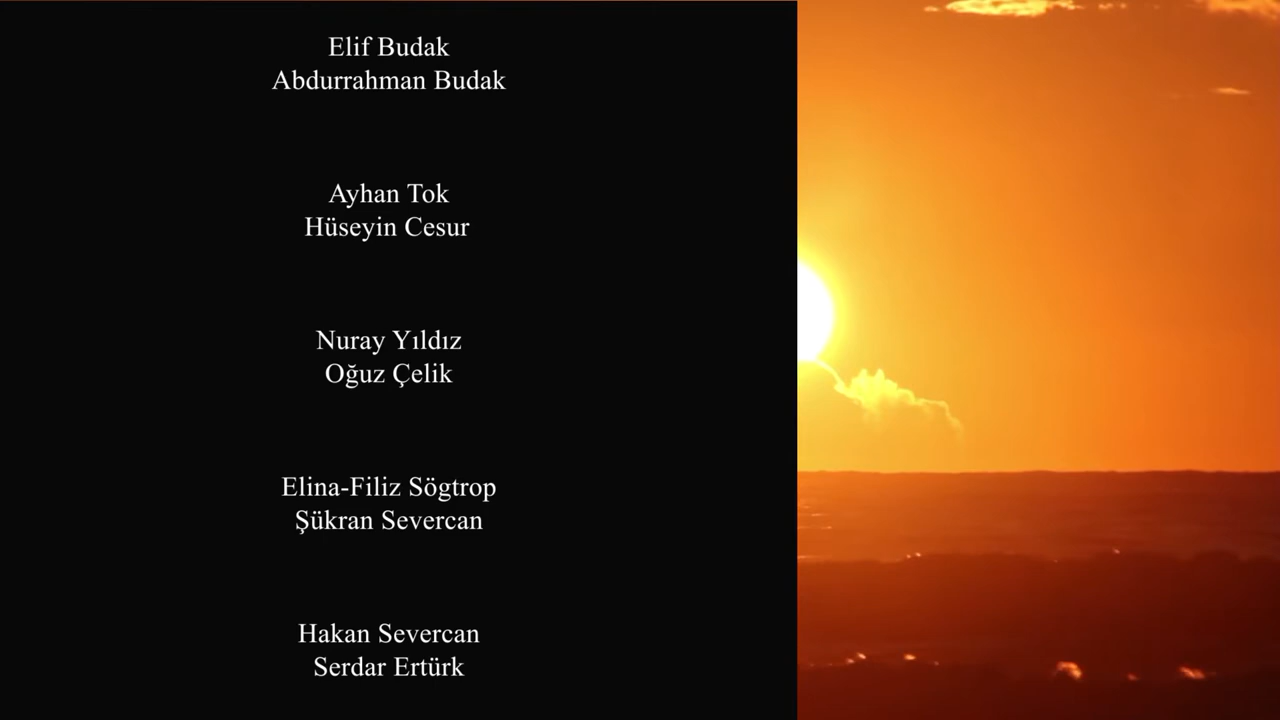 Elif Budak
Abdurrahman Budak
Ayhan Tok
Hüseyin Cesur
Nuray Yıldız
Oğuz Çelik
Elina-Filiz Sögtrop
Şükran Severcan
Hakan Severcan
Serdar Ertürk